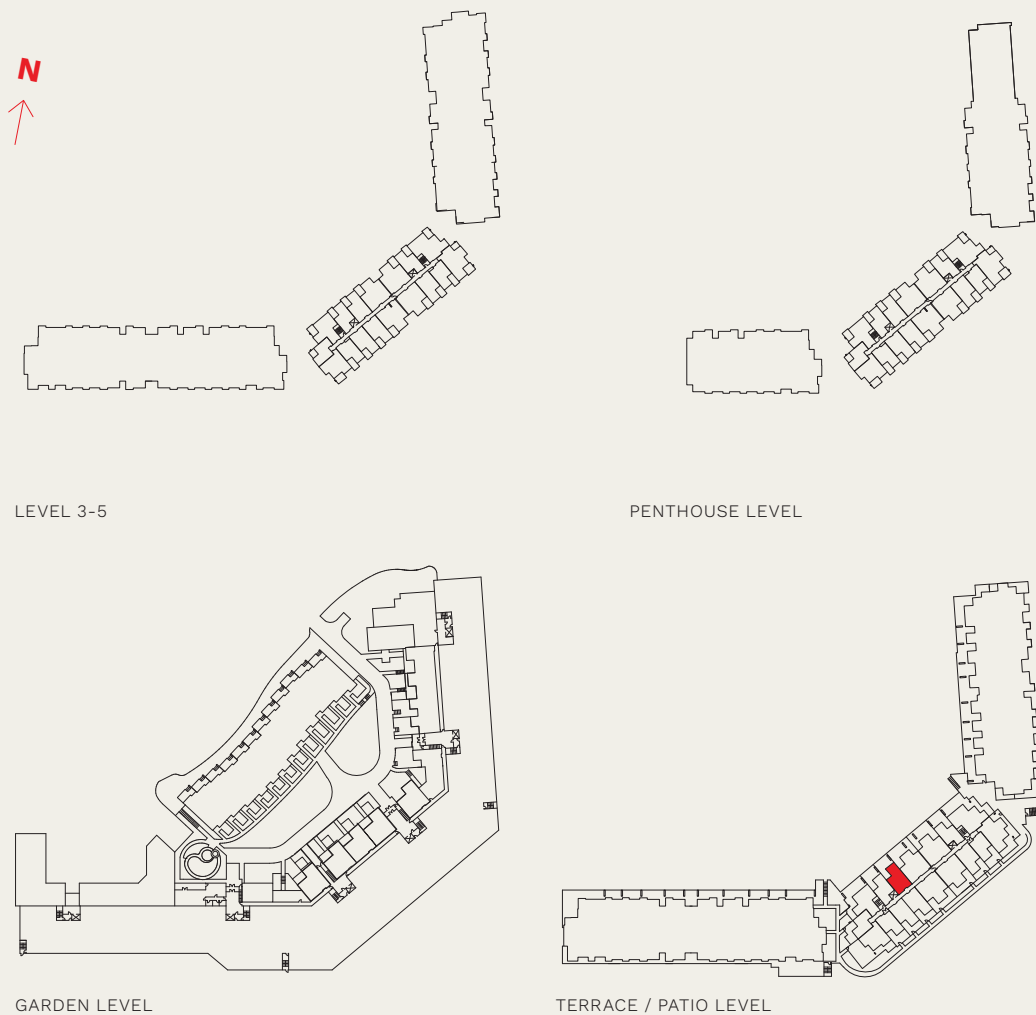 N
LEVEL 3-5
PENTHOUSE LEVEL
GARDEN LEVEL
TERRACE / PATIO LEVEL